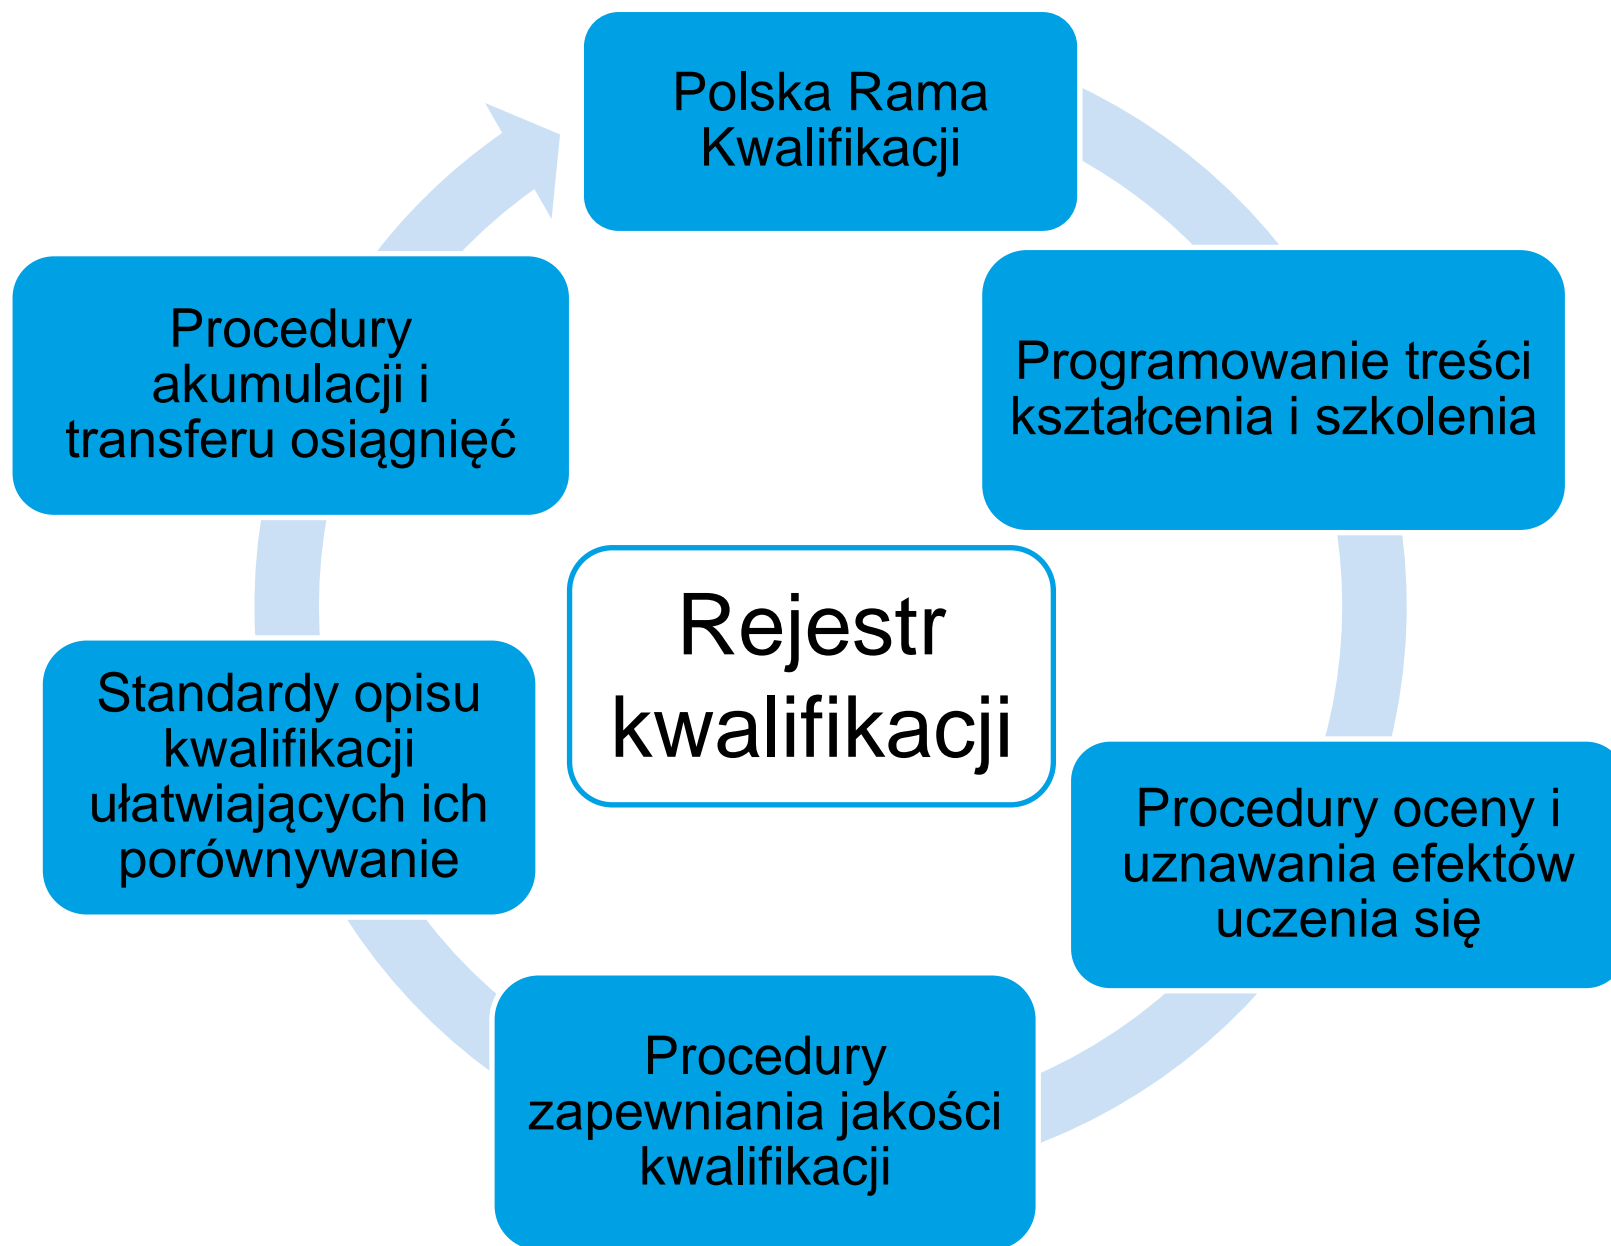 Polska Rama
Kwalifikacji
Programowanie treści
kształcenia i szkolenia
Procedury oceny i
uznawania efektów
uczenia się
Procedury
zapewniania jakości
kwalifikacji
Standardy opisu
kwalifikacji
ułatwiających ich
porównywanie
Procedury
akumulacji i
transferu osiągnięć
Rejestr
kwalifikacji